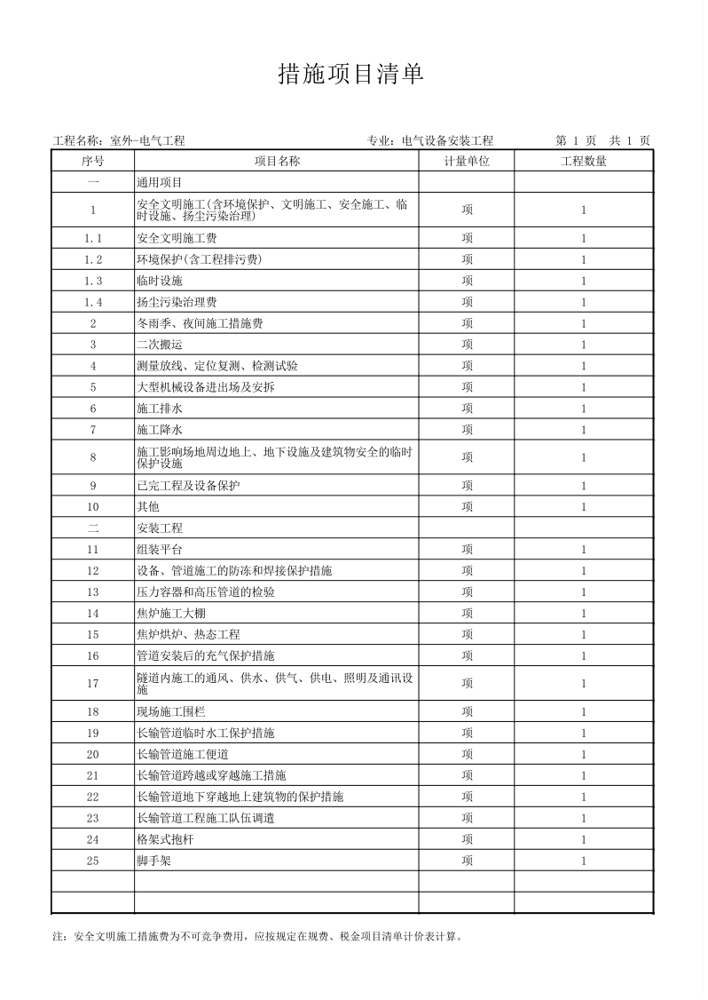 措施项目清单
工程名称：室外-电气工程 专业：电气设备安装工程 第 1 页 共 1 页
序号 项目名称 计量单位 工程数量
一 通用项目
1 安全文明施工(含环境保护、文明施工、安全施工、临 项 1
时设施、扬尘污染治理)
1.1 安全文明施工费 项 1
1.2 环境保护(含工程排污费) 项 1
1.3 临时设施 项 1
1.4 扬尘污染治理费 项 1
2 冬雨季、夜间施工措施费 项 1
3 二次搬运 项 1
4 测量放线、定位复测、检测试验 项 1
5 大型机械设备进出场及安拆 项 1
6 施工排水 项 1
7 施工降水 项 1
8 施工影响场地周边地上、地下设施及建筑物安全的临时 项 1
保护设施
9 已完工程及设备保护 项 1
10 其他 项 1
二 安装工程
11 组装平台 项 1
12 设备、管道施工的防冻和焊接保护措施 项 1
13 压力容器和高压管道的检验 项 1
14 焦炉施工大棚 项 1
15 焦炉烘炉、热态工程 项 1
16 管道安装后的充气保护措施 项 1
17 隧道内施工的通风、供水、供气、供电、照明及通讯设 项 1
施
18 现场施工围栏 项 1
19 长输管道临时水工保护措施 项 1
20 长输管道施工便道 项 1
21 长输管道跨越或穿越施工措施 项 1
22 长输管道地下穿越地上建筑物的保护措施 项 1
23 长输管道工程施工队伍调遣 项 1
24 格架式抱杆 项 1
25 脚手架 项 1
注：安全文明施工措施费为不可竞争费用，应按规定在规费、税金项目清单计价表计算。